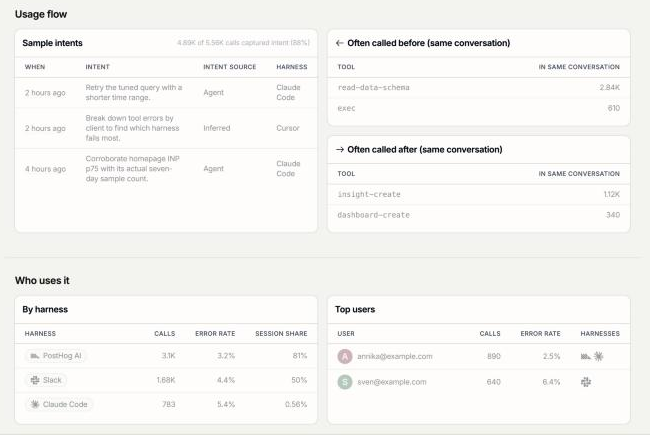 Usage flow
Sample intents
4.89K of 5.56K calls captured intent (88%)
WHEN INTENT INTENT SOURCE HARNESS
2 hours ago Retry the tuned query with a shorter time range. Agent Claude Code
2 hours ago Break down tool errors by client to find which harness fails most. Inferred Cursor
4 hours ago Corroborate homepage INP p75 with its actual seven-day sample count. Agent Claude Code
← Often called before (same conversation)
TOOL IN SAME CONVERSATION
read-data-schema 2.84K
exec 610
→ Often called after (same conversation)
TOOL IN SAME CONVERSATION
insight-create 1.12K
dashboard-create 340
Who uses it
By harness
HARNESS CALLS ERROR RATE SESSION SHARE
PostHog AI 3.1K 3.2% 81%
Slack 1.68K 4.4% 50%
Claude Code 783 5.4% 0.56%
Top users
USER CALLS ERROR RATE HARNESSES
A annika@example.com 890 2.5%
S sven@example.com 640 6.4%